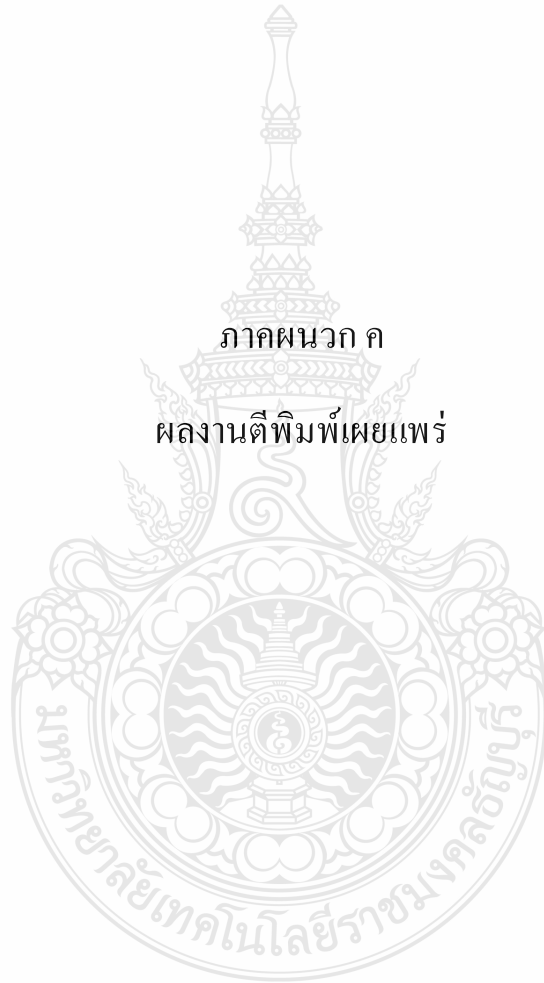 ภาคผนวก ค
ผลงานตีพิมพ์เผยแพร่
มหาวิทยาลัยเทคโนโลยีราชมงคลธัญบุรี